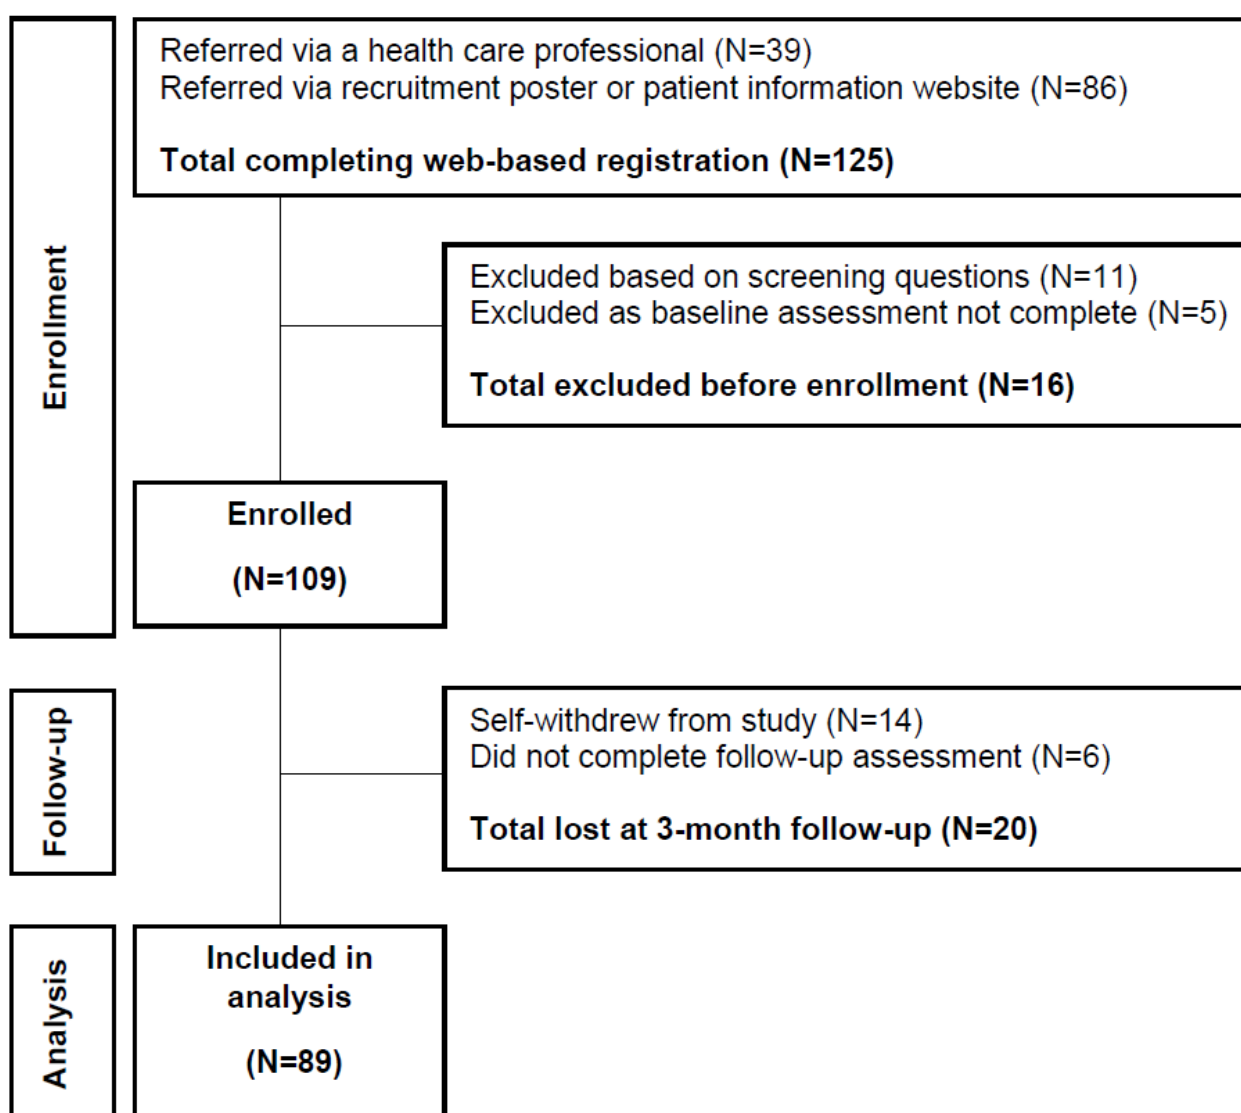 Enrollment
Referred via a health care professional (N=39)
Referred via recruitment poster or patient information website (N=86)
Total completing web-based registration (N=125)
Excluded based on screening questions (N=11)
Excluded as baseline assessment not complete (N=5)
Total excluded before enrollment (N=16)
Enrolled
(N=109)
Follow-up
Self-withdrew from study (N=14)
Did not complete follow-up assessment (N=6)
Total lost at 3-month follow-up (N=20)
Analysis
Included in
analysis
(N=89)